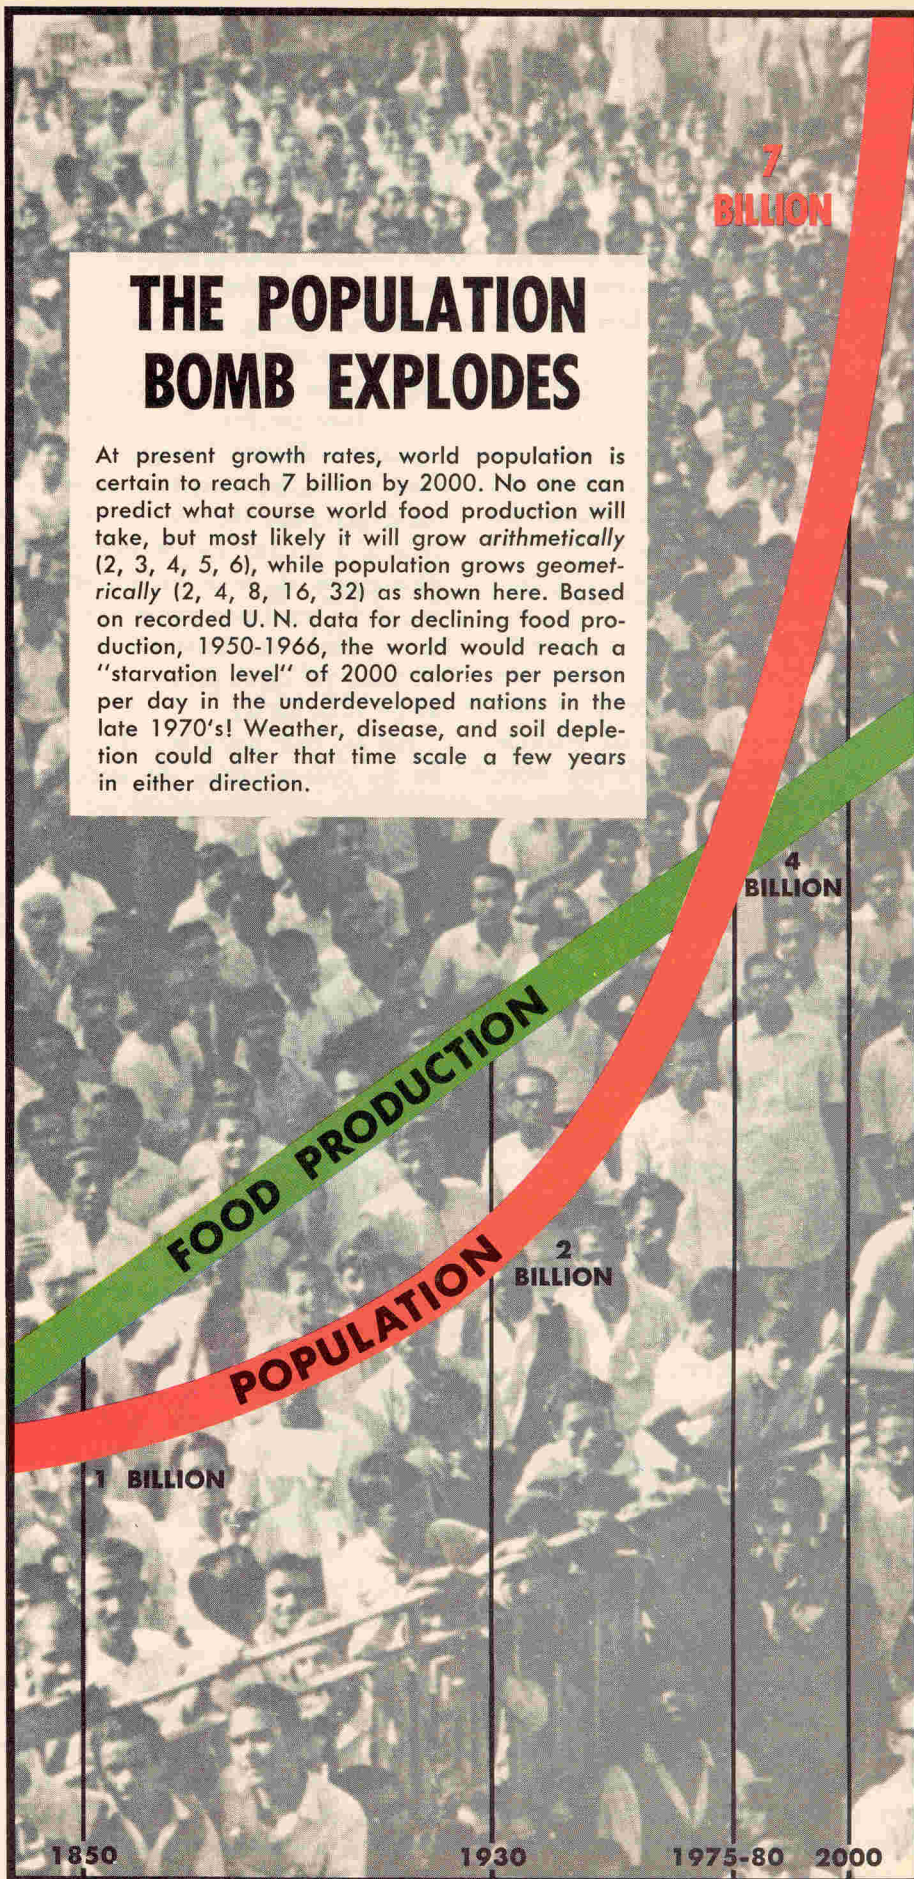 7
BILLION
THE POPULATION
BOMB EXPLODES
At present growth rates, world population is
certain to reach 7 billion by 2000. No one can
predict what course world food production will
take, but most likely it will grow arithmetically
(2, 3, 4, 5, 6), while population grows geomet-
rically (2, 4, 8, 16, 32) as shown here. Based
on recorded U. N. data for declining food pro-
duction, 1950-1966, the world would reach a
"starvation level" of 2000 calories per person
per day in the underdeveloped nations in the
late 1970's! Weather, disease, and soil deple-
tion could alter that time scale a few years
in either direction.
4
BILLION
FOOD PRODUCTION
2
BILLION
POPULATION
1 BILLION
1850 1930 1975-80 2000